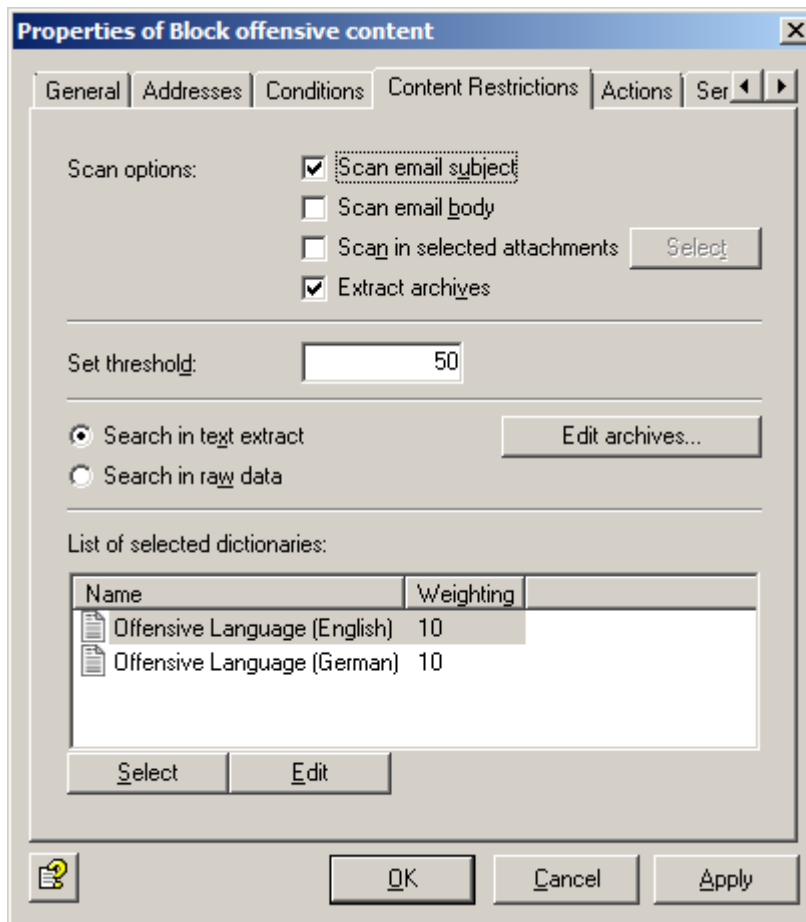 Properties of Block offensive content
General Addresses Conditions Content Restrictions Actions Ser
Scan options:
Scan email subject
Scan email body
Scan in selected attachments Select
Extract archives
Set threshold: 50
Search in text extract Edit archives...
Search in raw data
List of selected dictionaries:
Name Weighting
Offensive Language (English) 10
Offensive Language (German) 10
Select Edit
OK Cancel Apply